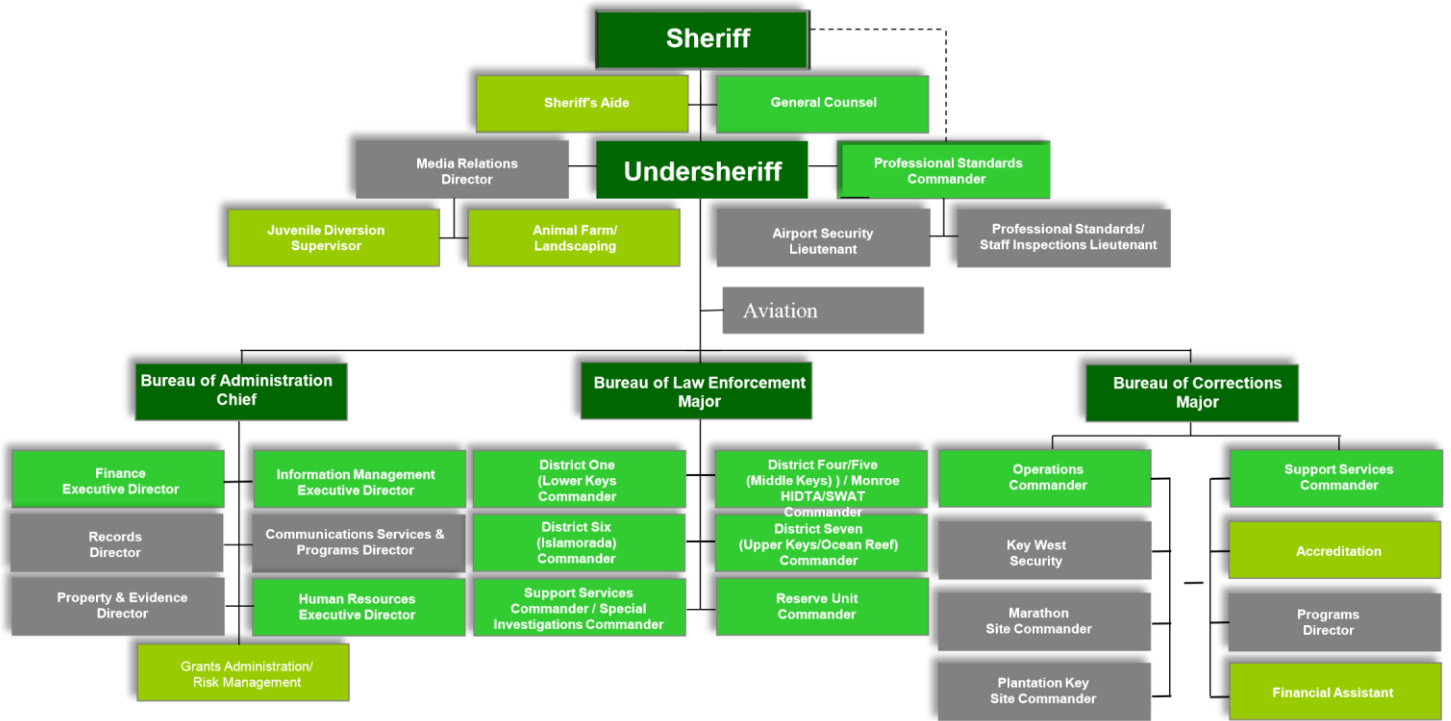 Sheriff
Sheriff's Aide
General Counsel
Media Relations
Director
Undersheriff
Professional Standards
Commander
Juvenile Diversion
Supervisor
Animal Farm/
Landscaping
Airport Security
Lieutenant
Professional Standards/
Staff Inspections Lieutenant
Aviation
Bureau of Administration
Chief
Bureau of Law Enforcement
Major
Bureau of Corrections
Major
Finance
Executive Director
Information Management
Executive Director
Records
Director
Communications Services &
Programs Director
Property & Evidence
Director
Human Resources
Executive Director
Grants Administration/
Risk Management
District One
(Lower Keys
Commander
District Four/Five
(Middle Keys) ) / Monroe
HIDTA/SWAT
Commander
District Six
(Islamorada)
Commander
District Seven
(Upper Keys/Ocean Reef)
Commander
Support Services
Commander / Special
Investigations Commander
Reserve Unit
Commander
Operations
Commander
Key West
Security
Marathon
Site Commander
Plantation Key
Site Commander
Support Services
Commander
Accreditation
Programs
Director
Financial Assistant